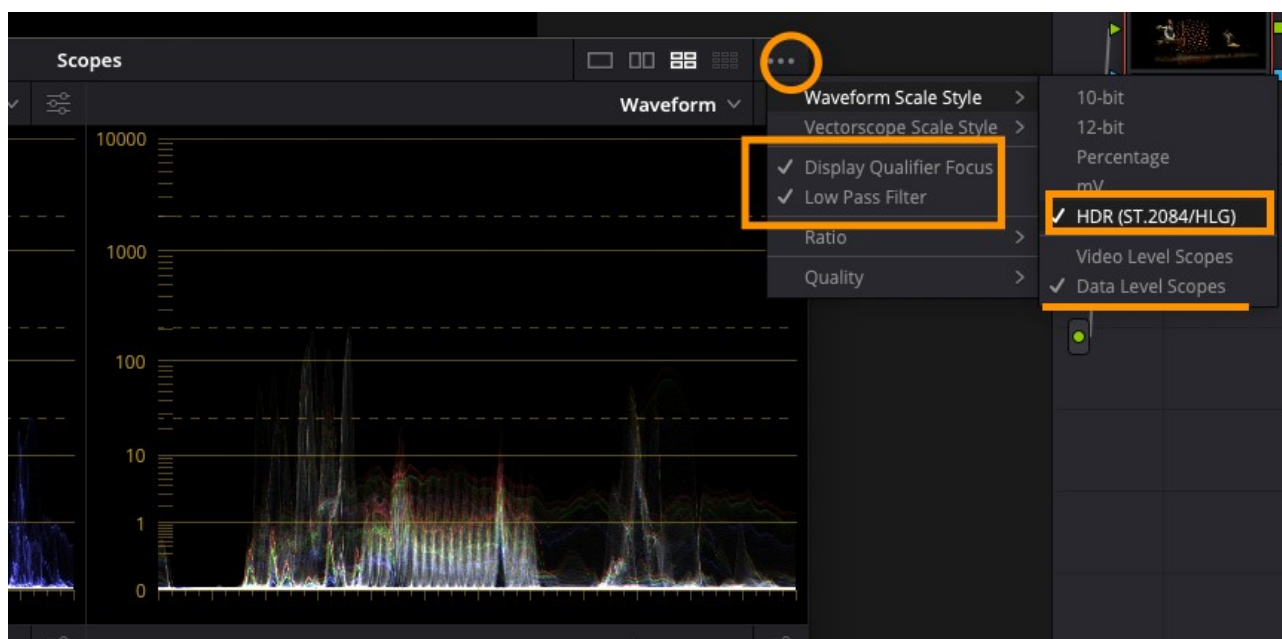 Scopes
Waveform
10000
1000
100
10
1
0
Waveform Scale Style
Vectorscope Scale Style
Display Qualifier Focus
Low Pass Filter
Ratio
Quality
10-bit
12-bit
Percentage
mV
HDR (ST.2084/HLG)
Video Level Scopes
Data Level Scopes